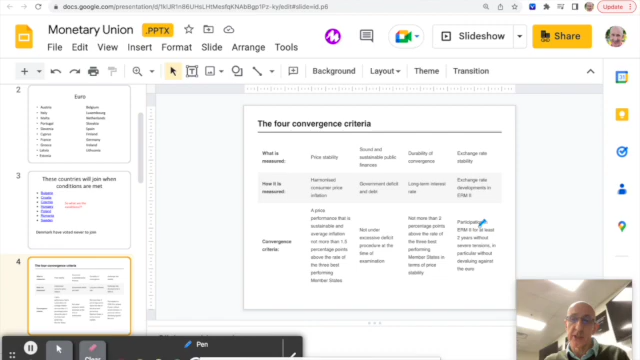 docs.google.com/presentation/d/1kiJrI
Update
Monetary Union
.PPTX
File Edit View Insert Format Slide Arrange Tools
Slideshow
Share
Background
Layout
Theme
Transition
2
Euro
Austria
Belgium
Italy
Luxembourg
Malta
Netherlands
Portugal
Slovakia
Slovenia
Spain
Cyprus
Finland
France
Germany
Greece
Ireland
Latvia
Lithuania
Estonia
3
These countries will join when
conditions are met
Bulgaria
Croatia
Czechia
Hungary
Poland
Romania
Sweden
Denmark have voted never to join
4
The four convergence criteria
The four convergence criteria
What is
measured:
Price stability
Sound and
sustainable public
finances
Durability of
convergence
Exchange rate
stability
How it is
measured:
Harmonised
consumer price
inflation
Government deficit
and debt
Long-term interest
rate
Exchange rate
developments in
ERM II
Convergence
criteria:
A price
performance that is
sustainable and
average inflation
not more than 1.5
percentage points
above the rate of
the three best
performing
Member States
Not under
excessive deficit
procedure at the
time of
examination
Not more than 2
percentage points
above the rate of
the three best
performing
Member States in
terms of price
stability
ERM II for at least
2 years without
severe tensions, in
particular without
devaluing against
the euro
Pen
Clear